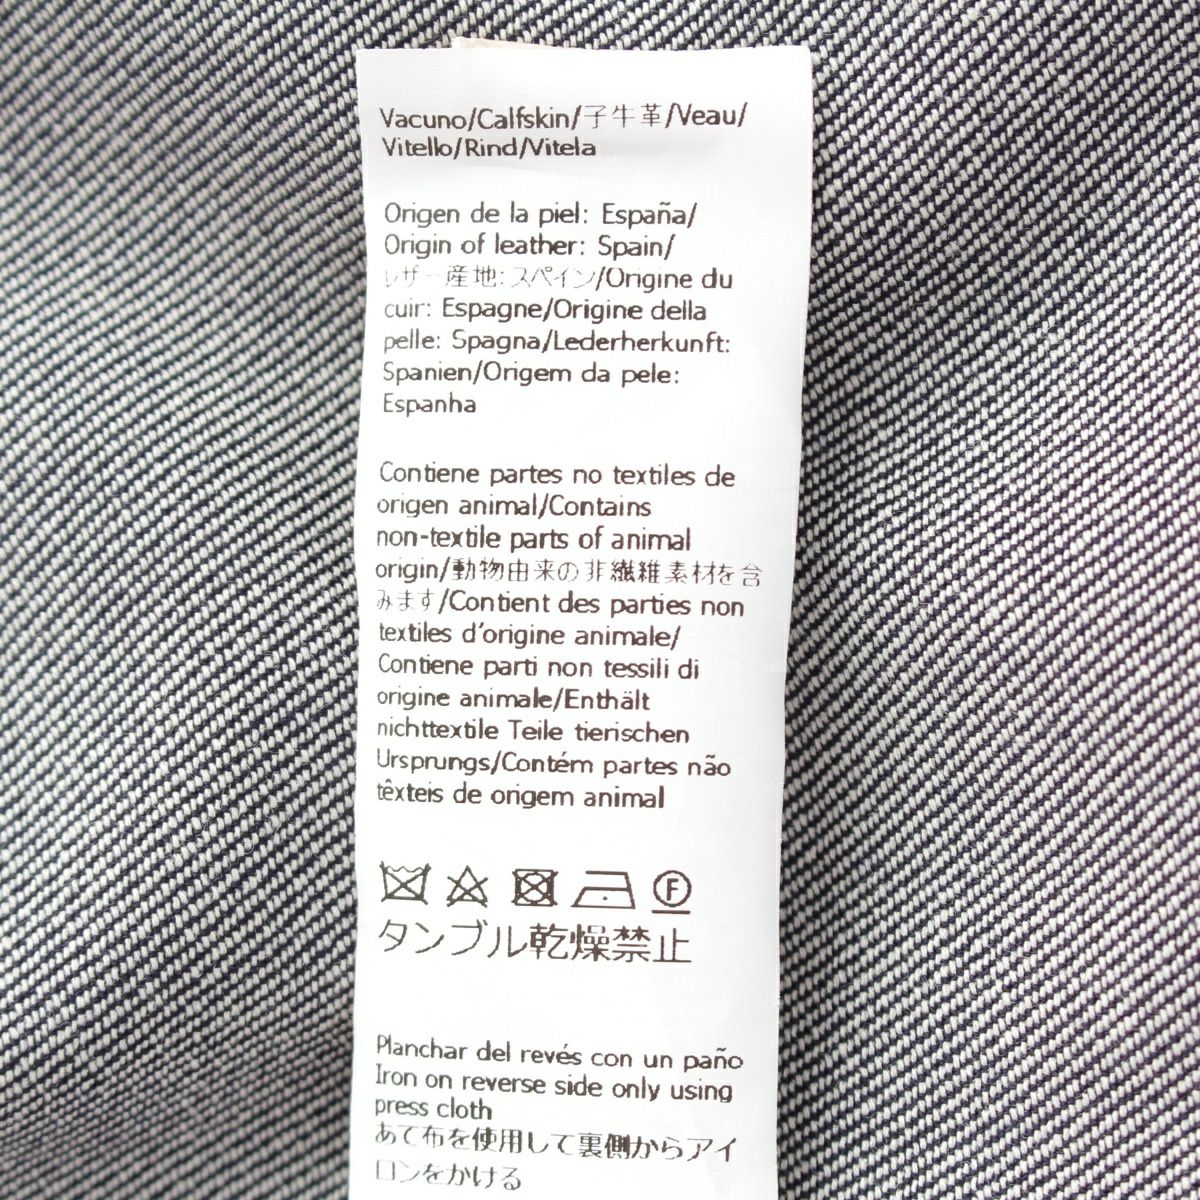 Vacuno/Calfskin/子牛革/Veau/
Vitello/Rind/Vitela
Origen de la piel: España/
Origin of leather: Spain/
レザー産地: スペイン/Origine du
cuir: Espagne/Origine della
pelle: Spagna/Lederherkunft:
Spanien/Origem da pele:
Espanha
Contiene partes no textiles de
origen animal/Contains
non-textile parts of animal
origin/動物由来の非繊維素材を含
みます/Contient des parties non
textiles d'origine animale/
Contiene parti non tessili di
origine animale/Enthält
nichttextile Teile tierischen
Ursprungs/Contém partes não
têxteis de origem animal
F
タンブル乾燥禁止
Planchar del revés con un paño
Iron on reverse side only using
press cloth
あて布を使用して裏側からアイ
ロンをかける